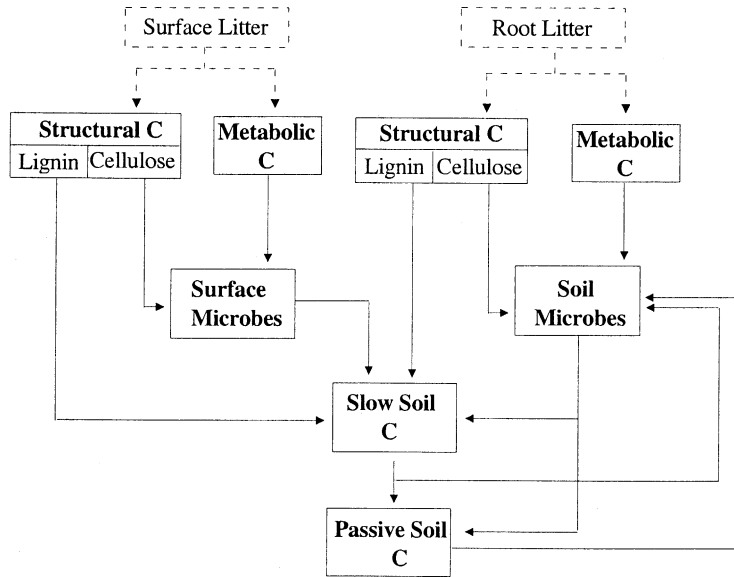 Surface Litter
Root Litter
Structural C
Lignin Cellulose
Metabolic
C
Structural C
Lignin Cellulose
Metabolic
C
Surface
Microbes
Soil
Microbes
Slow Soil
C
Passive Soil
C